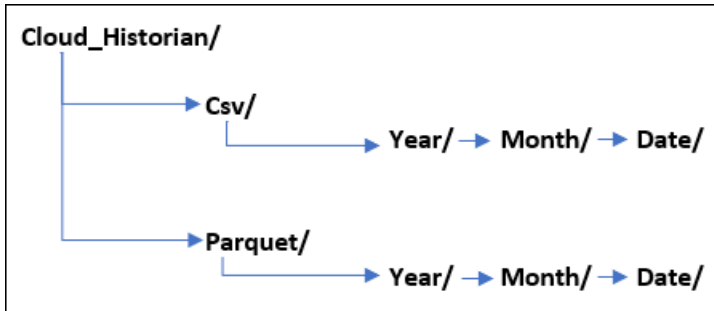 Cloud_Historian/
Csv/
Year/ Month/ Date/
Parquet/
Year/ Month/ Date/